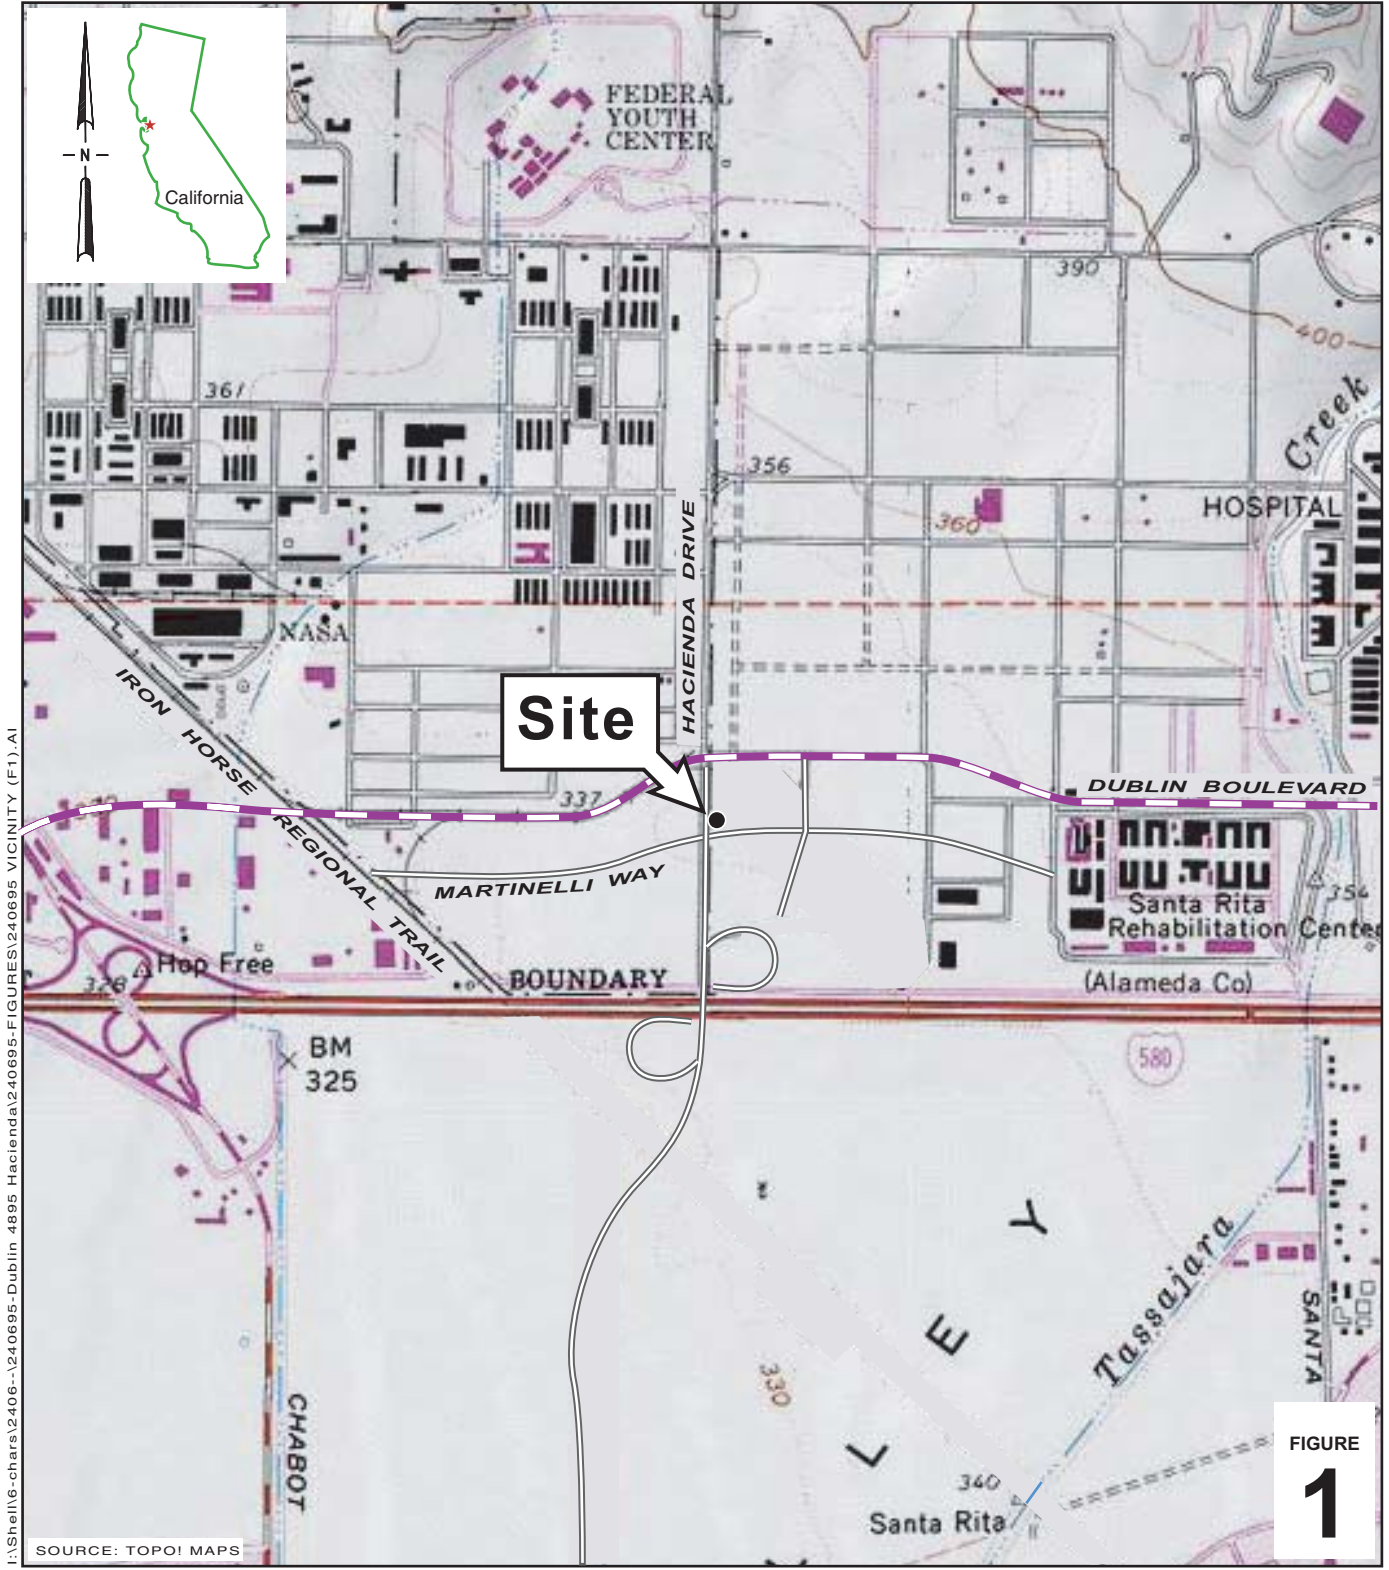 N
California
FEDERAL
YOUTH
CENTER
390
400
361
356
Creek
HOSPITAL
360
HACIENDA DRIVE
NASA
IRON HORSE REGIONAL TRAIL
Site
337
DUBLIN BOULEVARD
MARTINELLI WAY
354
Santa Rita
Rehabilitation Center
(Alameda Co)
Hop Free
328
BOUNDARY
BM
325
580
Y
E
L
Tassajara
SANTA
330
CHABOT
340
Santa Rita
FIGURE
1
SOURCE: TOPO! MAPS
I:\Shell\6-chars\2406--\240695-Dublin 4895 Hacienda\240695-FIGURES\240695 VICINITY (F1).AI